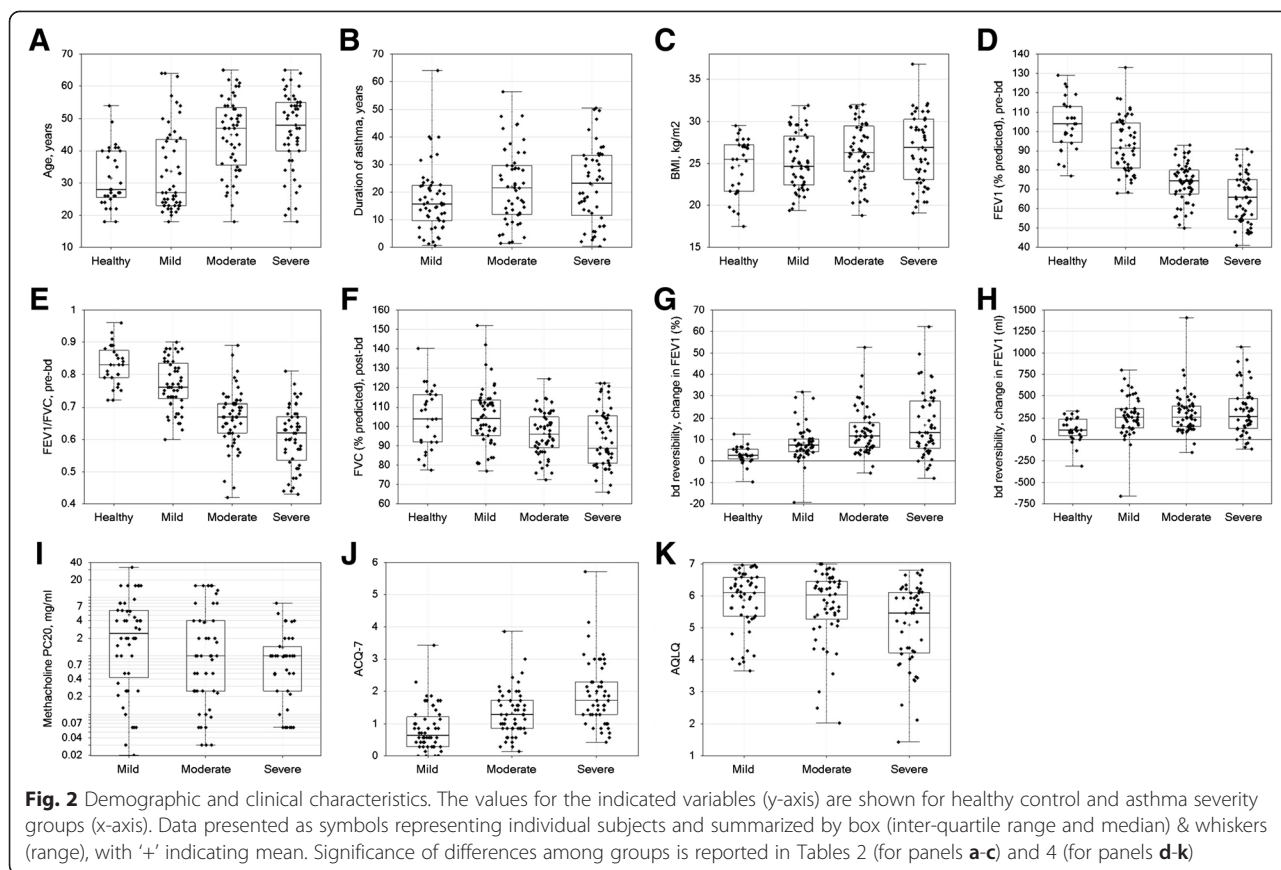 A
Age, years
70
60
50
40
30
20
10
Healthy Mild Moderate Severe
B
Duration of asthma, years
70
60
50
40
30
20
10
0
Mild Moderate Severe
C
BMI, kg/m2
35
30
25
20
15
Healthy Mild Moderate Severe
D
FEV1 (% predicted), pre-bd
140
130
120
110
100
90
80
70
60
50
40
Healthy Mild Moderate Severe
E
FEV1/FVC, pre-bd
1
0.9
0.8
0.7
0.6
0.5
0.4
Healthy Mild Moderate Severe
F
FVC (% predicted), post-bd
160
150
140
130
120
110
100
90
80
70
60
Healthy Mild Moderate Severe
G
bd reversibility, change in FEV1 (%)
70
60
50
40
30
20
10
0
-10
-20
Healthy Mild Moderate Severe
H
bd reversibility, change in FEV1 (ml)
1500
1250
1000
750
500
250
0
-250
-500
-750
Healthy Mild Moderate Severe
I
Methacholine PC20, mg/ml
40
20
7
4
2
0.7
0.4
0.2
0.07
0.04
0.02
Mild Moderate Severe
J
ACQ-7
6
5
4
3
2
1
0
Mild Moderate Severe
K
AQLQ
7
6
5
4
3
2
1
Mild Moderate Severe
Fig. 2 Demographic and clinical characteristics. The values for the indicated variables (y-axis) are shown for healthy control and asthma severity
groups (x-axis). Data presented as symbols representing individual subjects and summarized by box (inter-quartile range and median) & whiskers
(range), with ‘+’ indicating mean. Significance of differences among groups is reported in Tables 2 (for panels a-c) and 4 (for panels d-k)